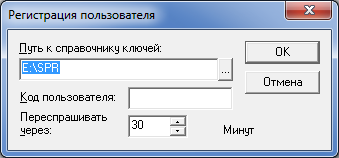 Регистрация пользователя
Путь к справочнику ключей:
E:\SPR
...
OK
Отмена
Код пользователя:
Переспрашивать
через:
30
Минут